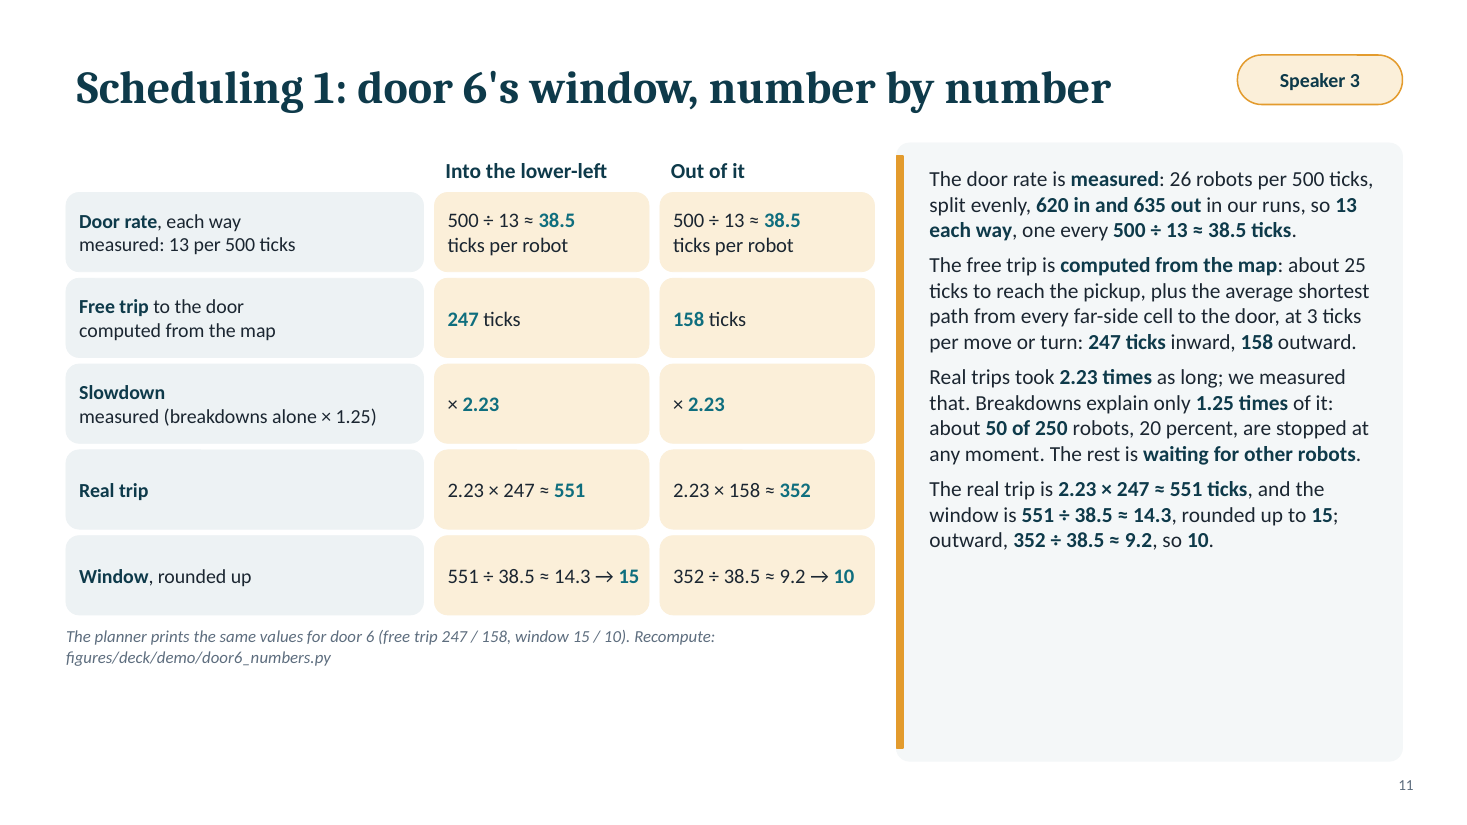 Scheduling 1: door 6's window, number by number
Speaker 3
Into the lower-left
Out of it
Door rate, each way
measured: 13 per 500 ticks
500 ÷ 13 ≈ 38.5
ticks per robot
500 ÷ 13 ≈ 38.5
ticks per robot
Free trip to the door
computed from the map
247 ticks
158 ticks
Slowdown
measured (breakdowns alone × 1.25)
× 2.23
× 2.23
Real trip
2.23 × 247 ≈ 551
2.23 × 158 ≈ 352
Window, rounded up
551 ÷ 38.5 ≈ 14.3 → 15
352 ÷ 38.5 ≈ 9.2 → 10
The planner prints the same values for door 6 (free trip 247 / 158, window 15 / 10). Recompute:
figures/deck/demo/door6_numbers.py
The door rate is measured: 26 robots per 500 ticks,
split evenly, 620 in and 635 out in our runs, so 13
each way, one every 500 ÷ 13 ≈ 38.5 ticks.
The free trip is computed from the map: about 25
ticks to reach the pickup, plus the average shortest
path from every far-side cell to the door, at 3 ticks
per move or turn: 247 ticks inward, 158 outward.
Real trips took 2.23 times as long; we measured
that. Breakdowns explain only 1.25 times of it:
about 50 of 250 robots, 20 percent, are stopped at
any moment. The rest is waiting for other robots.
The real trip is 2.23 × 247 ≈ 551 ticks, and the
window is 551 ÷ 38.5 ≈ 14.3, rounded up to 15;
outward, 352 ÷ 38.5 ≈ 9.2, so 10.
11